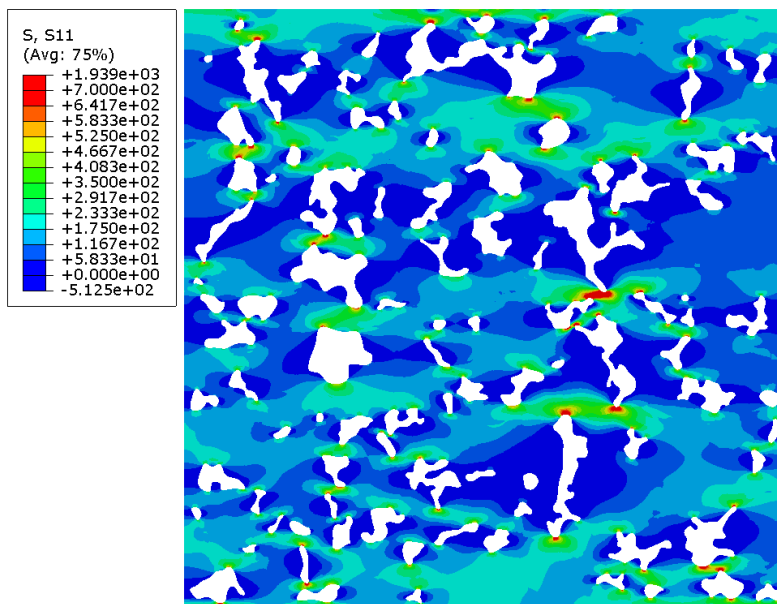 S, S11
(Avg: 75%)
+1.939e+03
+7.000e+02
+6.417e+02
+5.833e+02
+5.250e+02
+4.667e+02
+4.083e+02
+3.500e+02
+2.917e+02
+2.333e+02
+1.750e+02
+1.167e+02
+5.833e+01
+0.000e+00
-5.125e+02